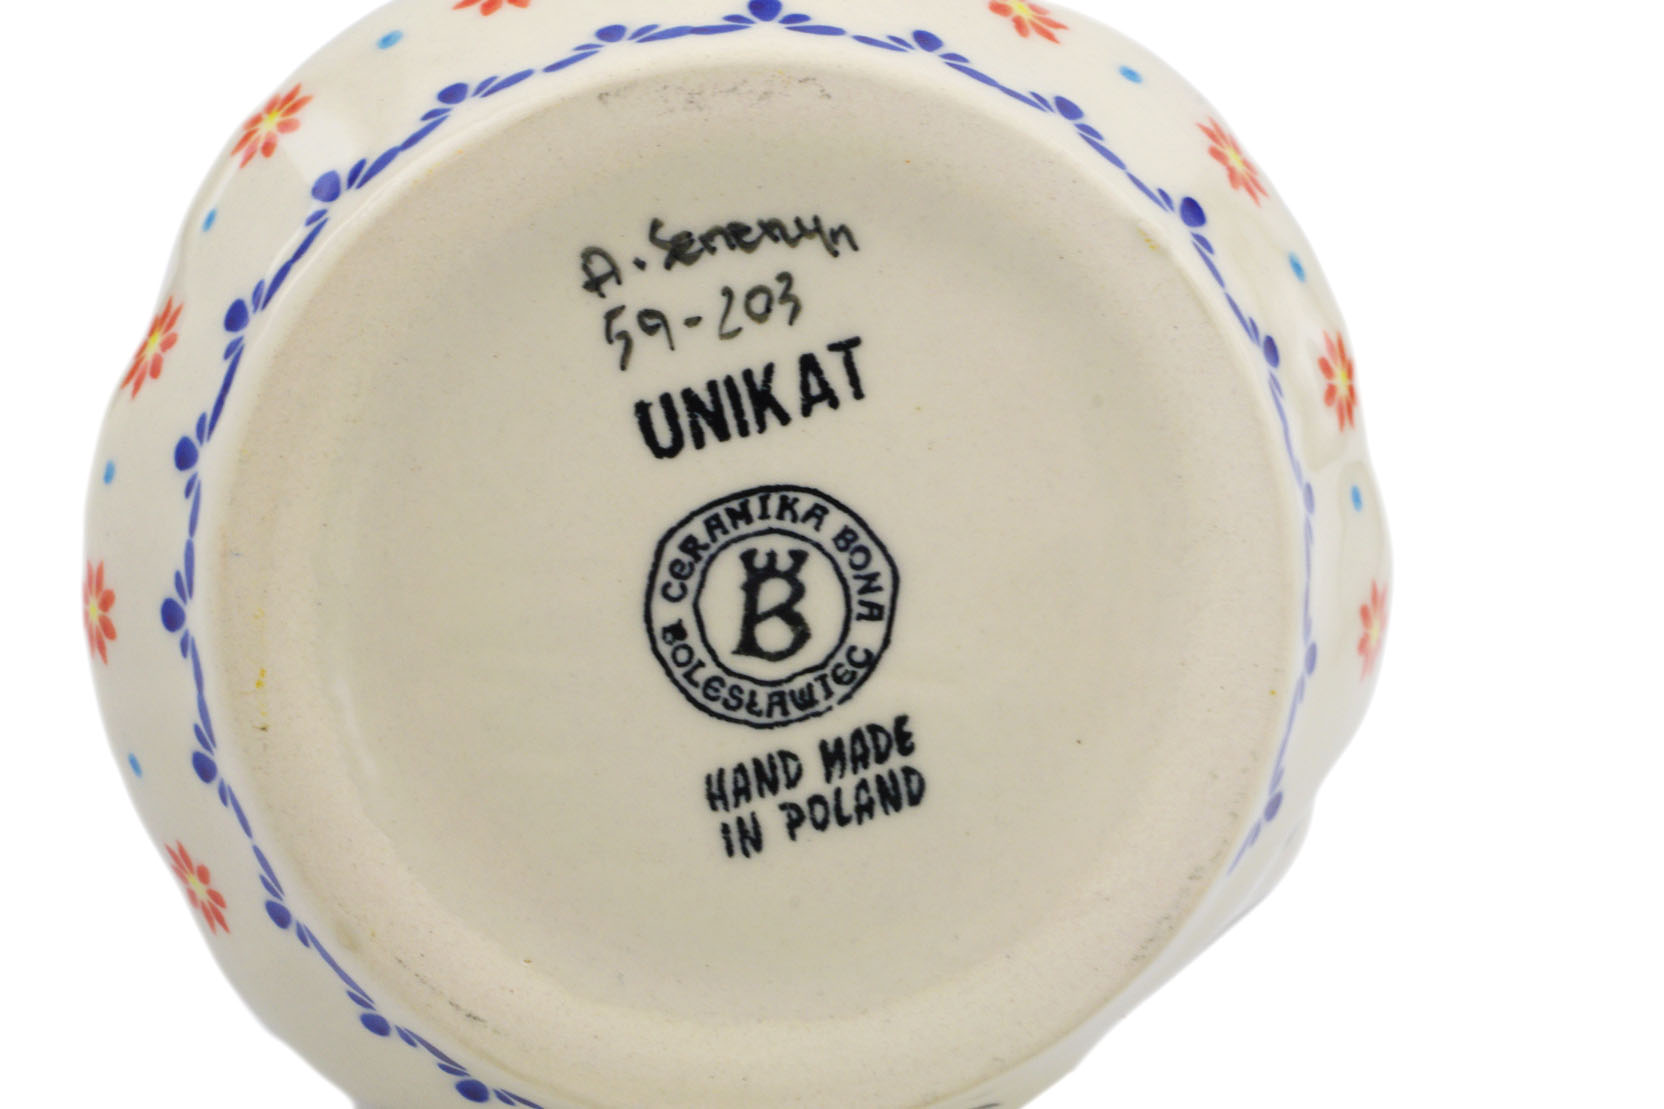 59-203
UNIKAT
CERAMIKA BONA
B
BOLESŁAWIEC
HAND MADE
IN POLAND